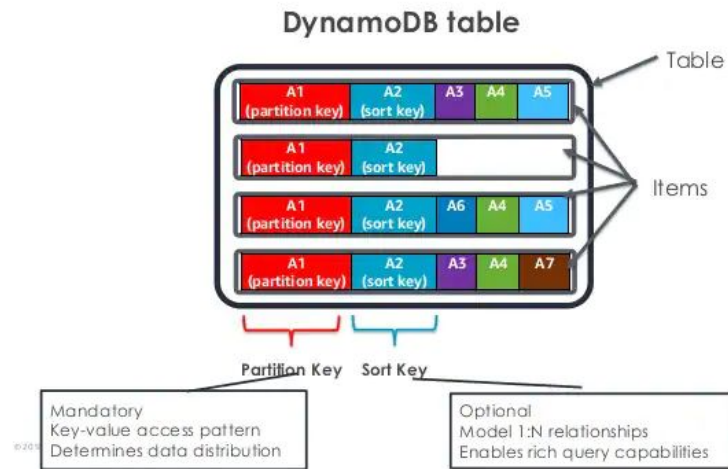 DynamoDB table
Table
A1 A2 A3 A4 A5
(partition key) (sort key)
A1 A2
(partition key) (sort key)
Items
A1 A2 A6 A4 A5
(partition key) (sort key)
A1 A2 A3 A4 A7
(partition key) (sort key)
Partition Key Sort Key
Mandatory
Key-value access pattern
Determines data distribution
Optional
Model 1:N relationships
Enables rich query capabilities